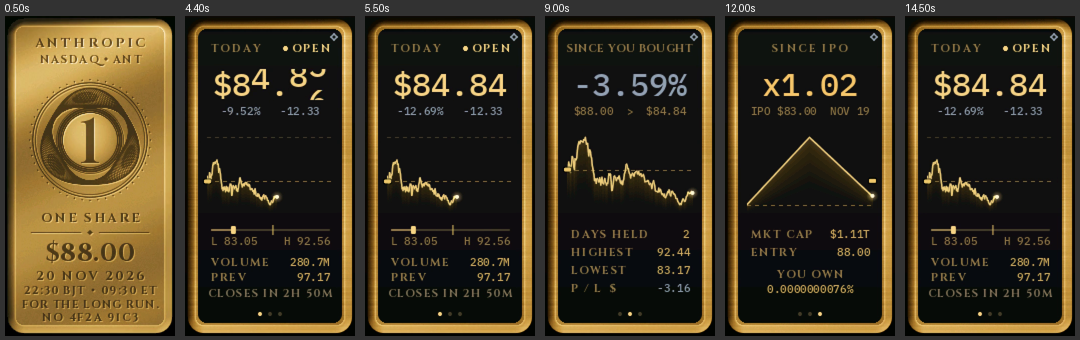 0.50s
ANTHROPIC
NASDAQ • ANT
1
ONE SHARE
$88.00
20 NOV 2026
22:30 BJT • 09:30 ET
FOR THE LONG RUN.
NO 4F2A 91C3
4.40s
TODAY • OPEN
-9.52% -12.33
L 83.05 H 92.56
VOLUME 280.7M
PREV 97.17
CLOSES IN 2H 50M
5.50s
TODAY • OPEN
$84.84
-12.69% -12.33
L 83.05 H 92.56
VOLUME 280.7M
PREV 97.17
CLOSES IN 2H 50M
9.00s
SINCE YOU BOUGHT
-3.59%
$88.00 > $84.84
DAYS HELD 2
HIGHEST 92.44
LOWEST 83.17
P / L $ -3.16
12.00s
SINCE IPO
x1.02
IPO $83.00 NOV 19
MKT CAP $1.11T
ENTRY 88.00
YOU OWN
0.0000000076%
14.50s
TODAY • OPEN
$84.84
-12.69% -12.33
L 83.05 H 92.56
VOLUME 280.7M
PREV 97.17
CLOSES IN 2H 50M